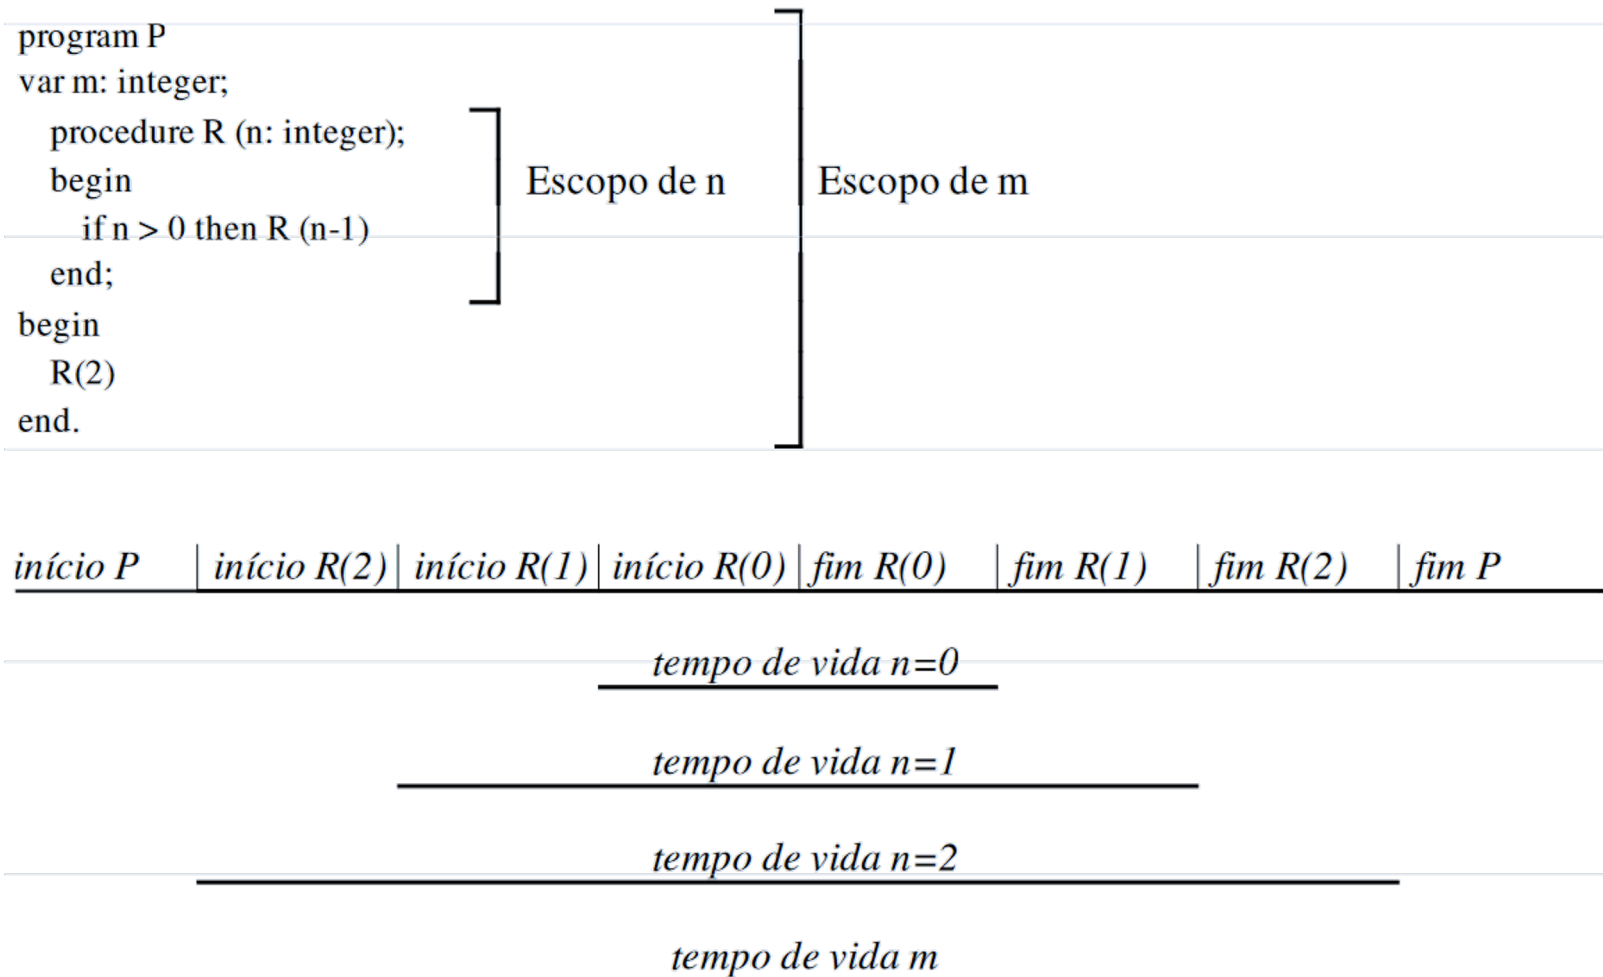 program P
var m: integer;
procedure R (n: integer);
begin
Escopo de n
Escopo de m
if n > 0 then R (n-1)
end;
begin
R(2)
end.
início P
início R(2)
início R(1)
início R(0)
fim R(0)
fim R(1)
fim R(2)
fim P
tempo de vida n=0
tempo de vida n=1
tempo de vida n=2
tempo de vida m